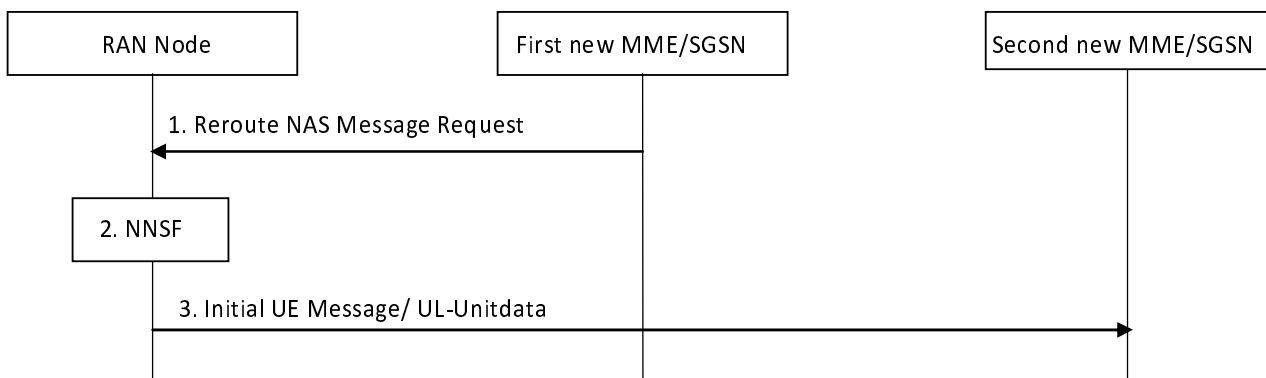 RAN Node
First new MME/SGSN
Second new MME/SGSN
1. Reroute NAS Message Request
2. NNSF
3. Initial UE Message/ UL-Unitdata